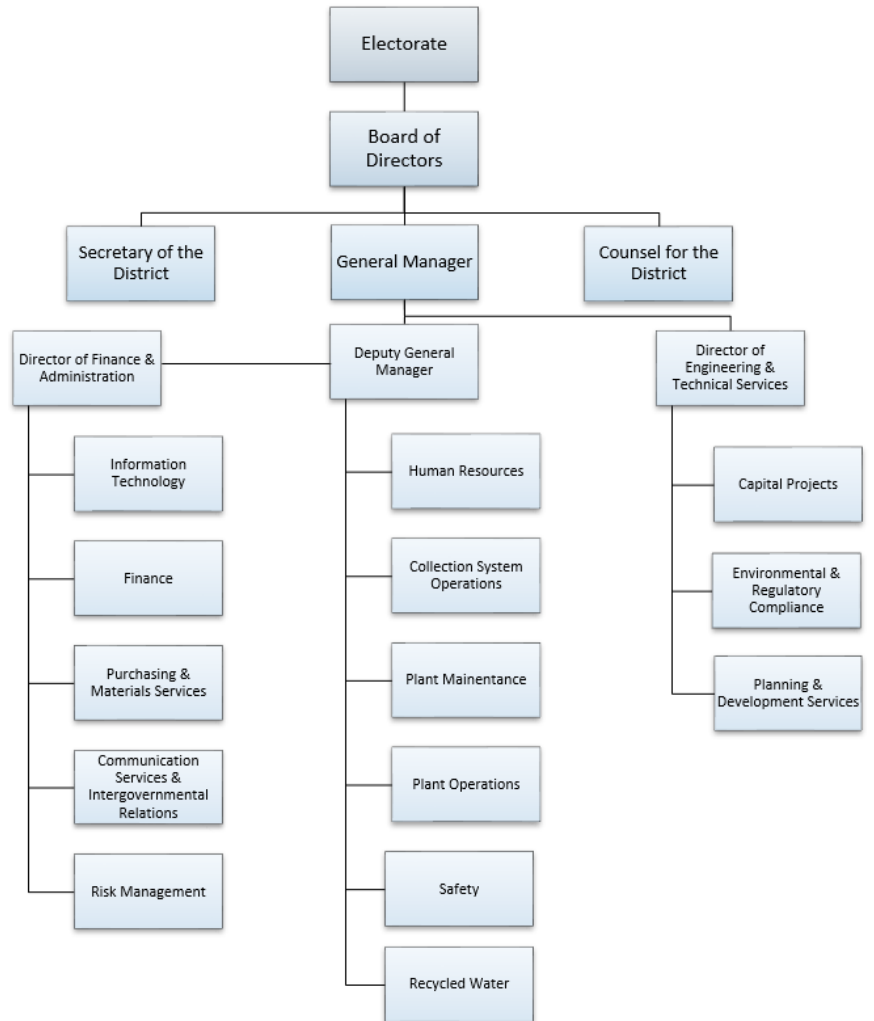 Electorate
Board of
Directors
Secretary of the
District
General Manager
Counsel for the
District
Director of Finance &
Administration
Deputy General
Manager
Director of
Engineering &
Technical Services
Information
Technology
Finance
Purchasing &
Materials Services
Communication
Services &
Intergovernmental
Relations
Risk Management
Human Resources
Collection System
Operations
Plant Mainentance
Plant Operations
Safety
Recycled Water
Capital Projects
Environmental &
Regulatory
Compliance
Planning &
Development Services